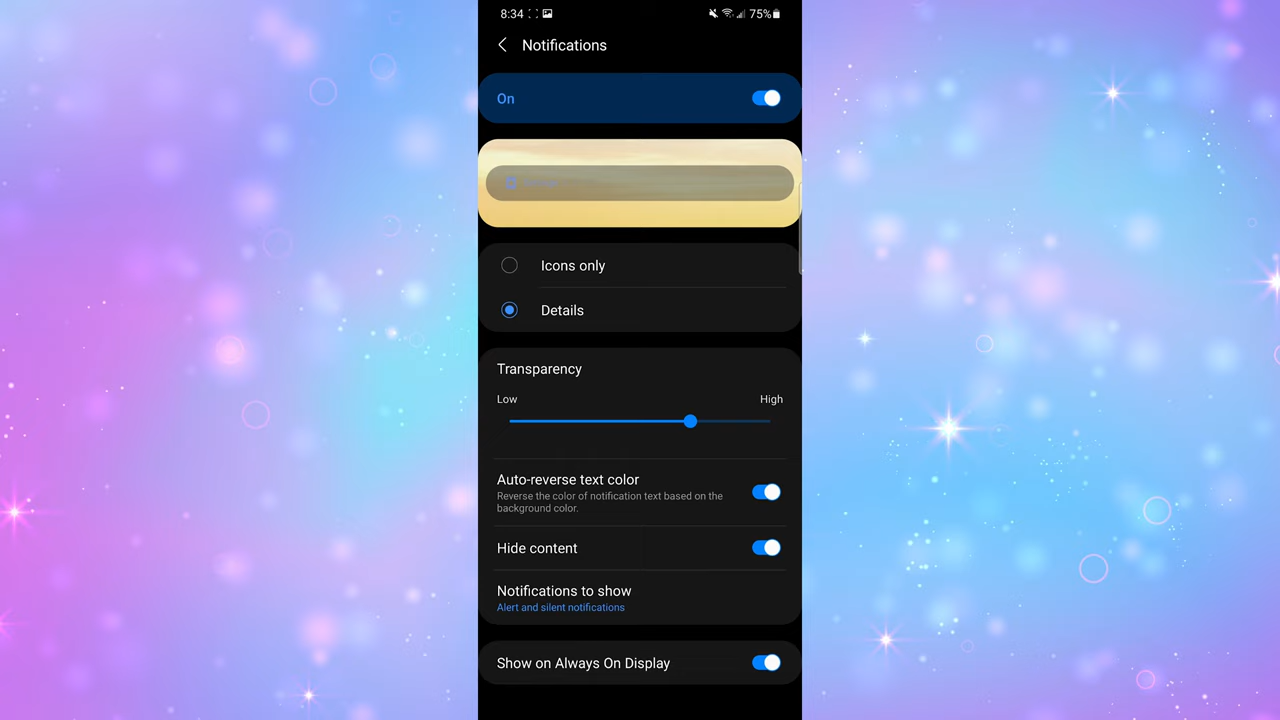 8:34 75%
Notifications
On
Icons only
Details
Transparency
Low High
Auto-reverse text color
Reverse the color of notification text based on the
background color.
Hide content
Notifications to show
Alert and silent notifications
Show on Always On Display